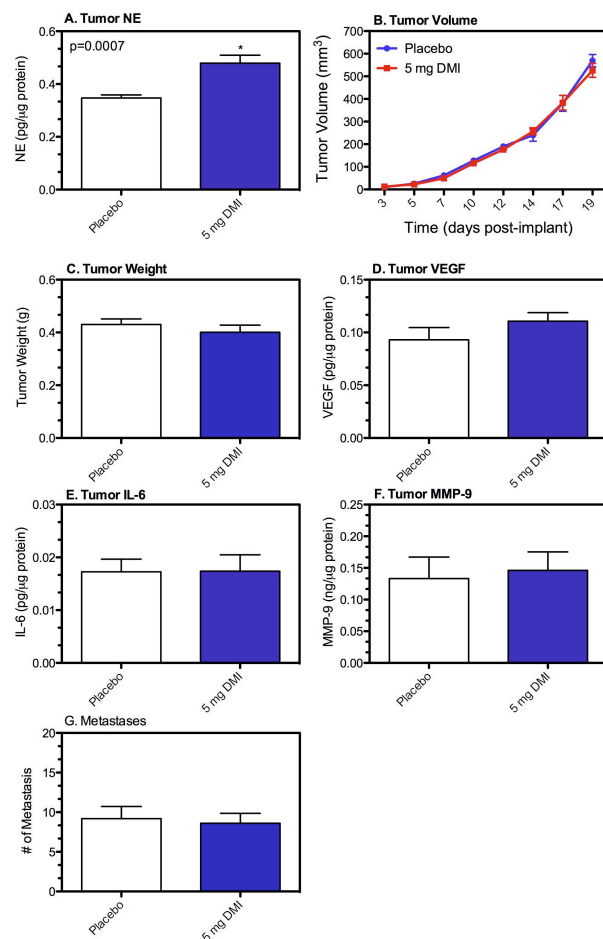 A. Tumor NE
p=0.0007
*
NE (pg/µg protein)
0.6
0.4
0.2
0.0
Placebo
5 mg DMI
B. Tumor Volume
Placebo
5 mg DMI
Tumor Volume (mm³)
700
600
500
400
300
200
100
0
3
5
7
10
12
14
17
19
Time (days post-implant)
C. Tumor Weight
Tumor Weight (g)
0.6
0.4
0.2
0.0
Placebo
5 mg DMI
D. Tumor VEGF
VEGF (pg/µg protein)
0.15
0.10
0.05
0.00
Placebo
5 mg DMI
E. Tumor IL-6
IL-6 (pg/µg protein)
0.03
0.02
0.01
0.00
Placebo
5 mg DMI
F. Tumor MMP-9
MMP-9 (ng/µg protein)
0.25
0.20
0.15
0.10
0.05
0.00
Placebo
5 mg DMI
G. Metastases
# of Metastasis
20
15
10
5
0
Placebo
5 mg DMI